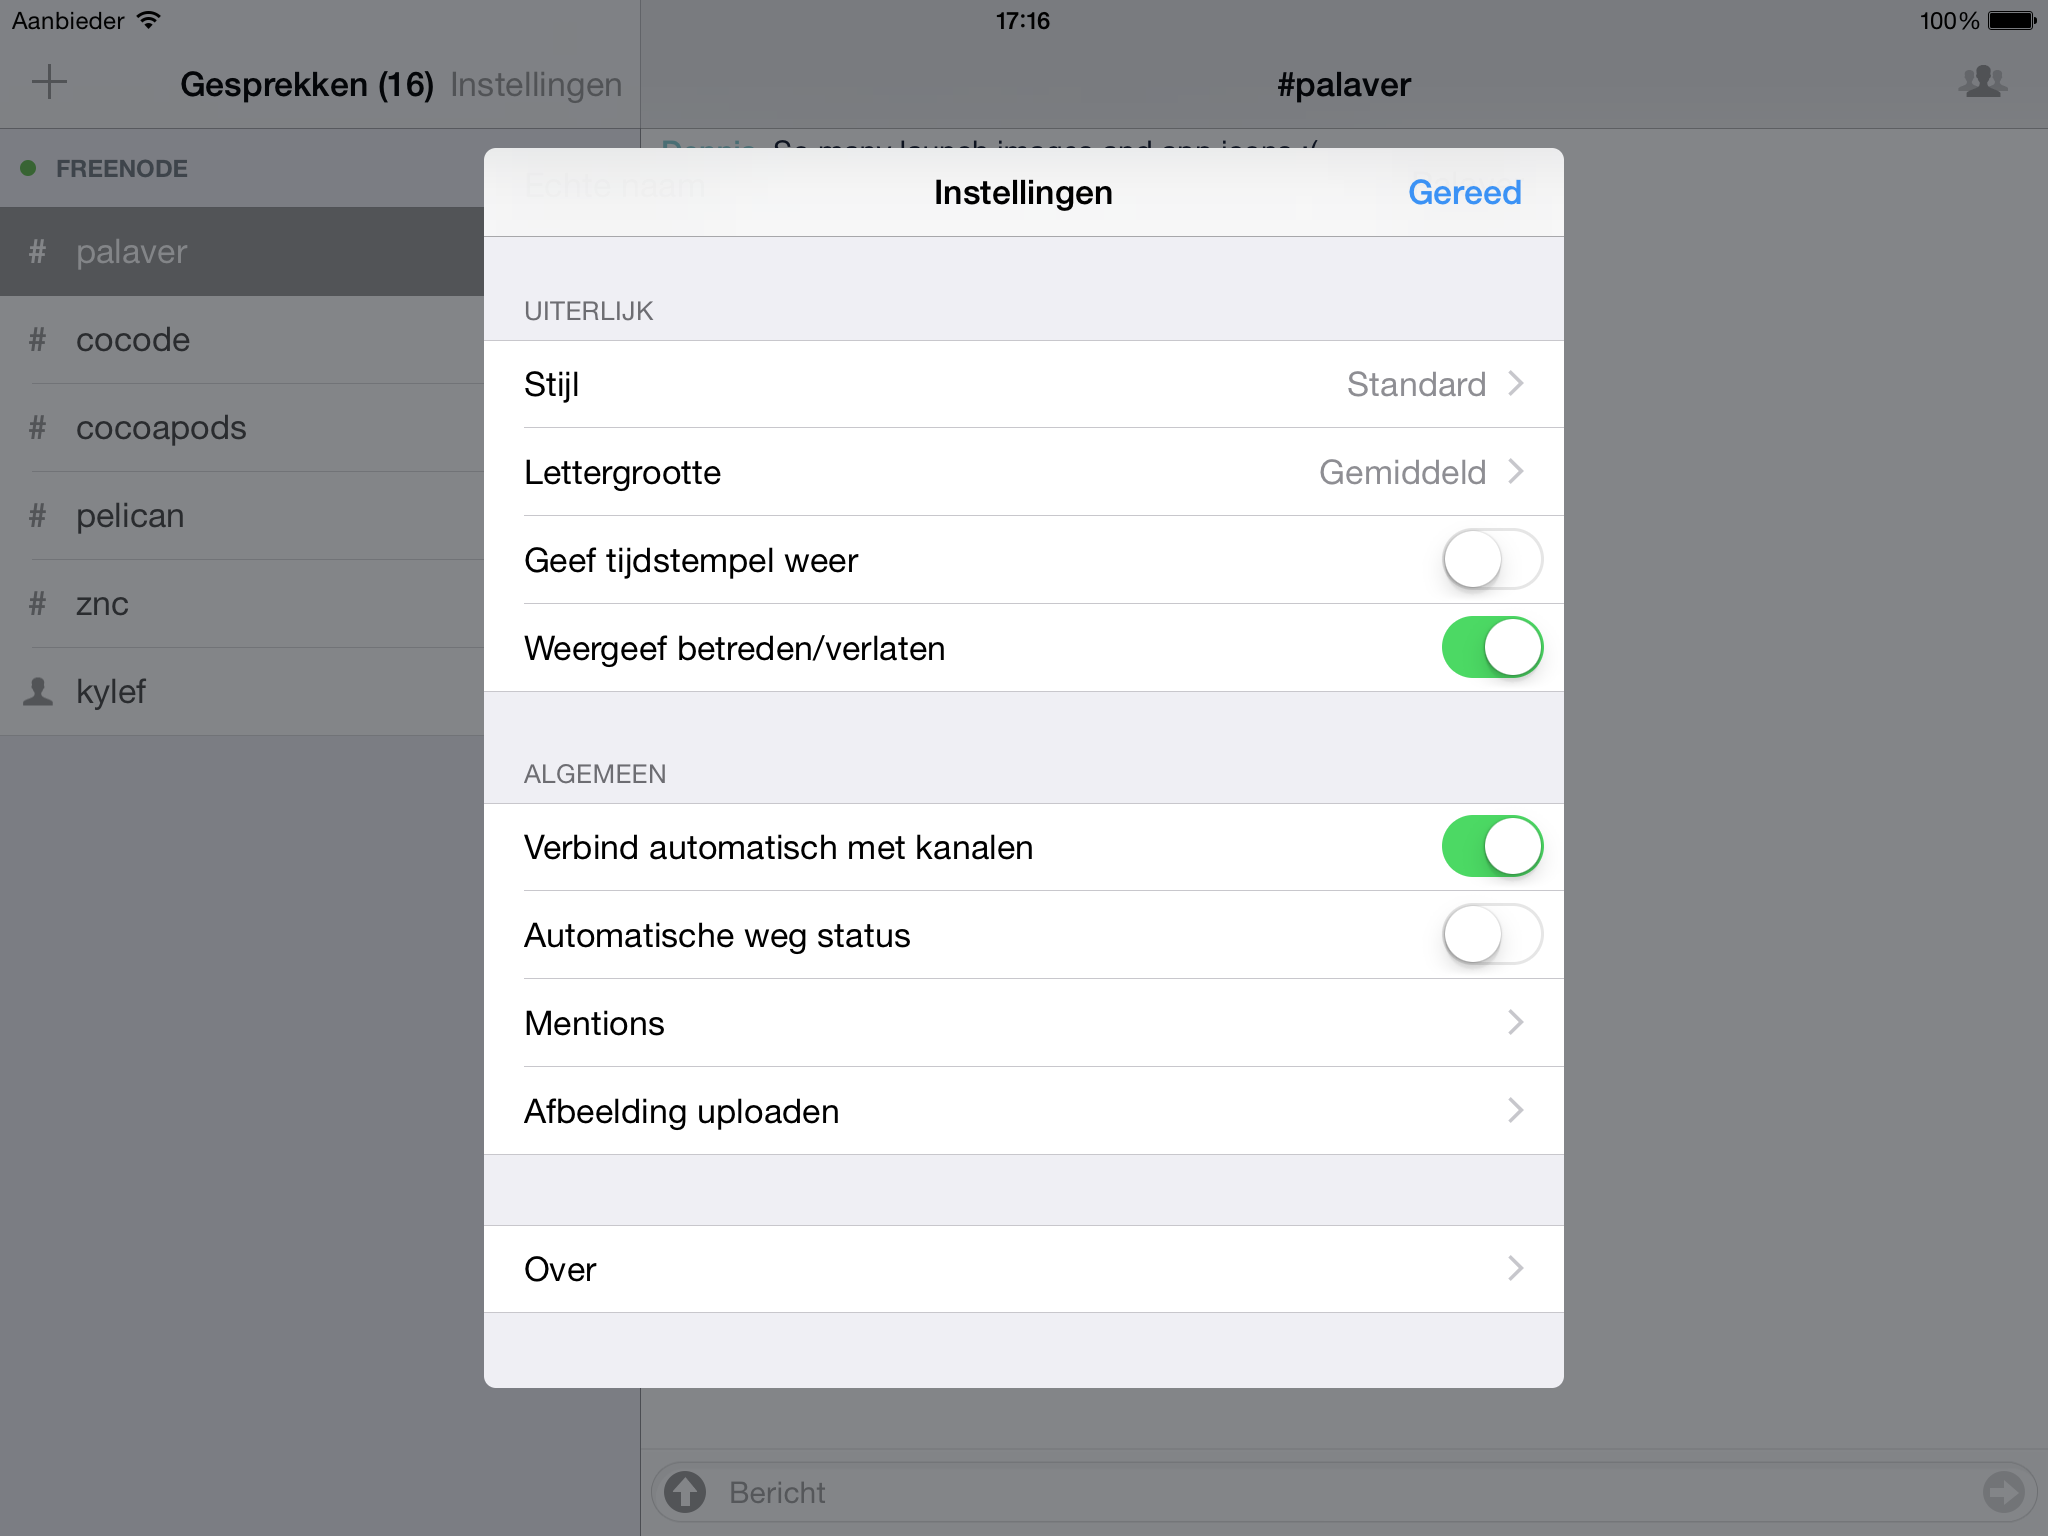 Aanbieder 17:16 100%
Gesprekken (16) Instellingen #palaver
FREENODE
# palaver
# cocode
# cocoapods
# pelican
# znc
kylef
Dennis So many launch images and app icons :(
Echte naam
Instellingen Gereed
UITERLIJK
Stijl Standard
Lettergrootte Gemiddeld
Geef tijdstempel weer
Weergeef betreden/verlaten
ALGEMEEN
Verbind automatisch met kanalen
Automatische weg status
Mentions
Afbeelding uploaden
Over
Bericht